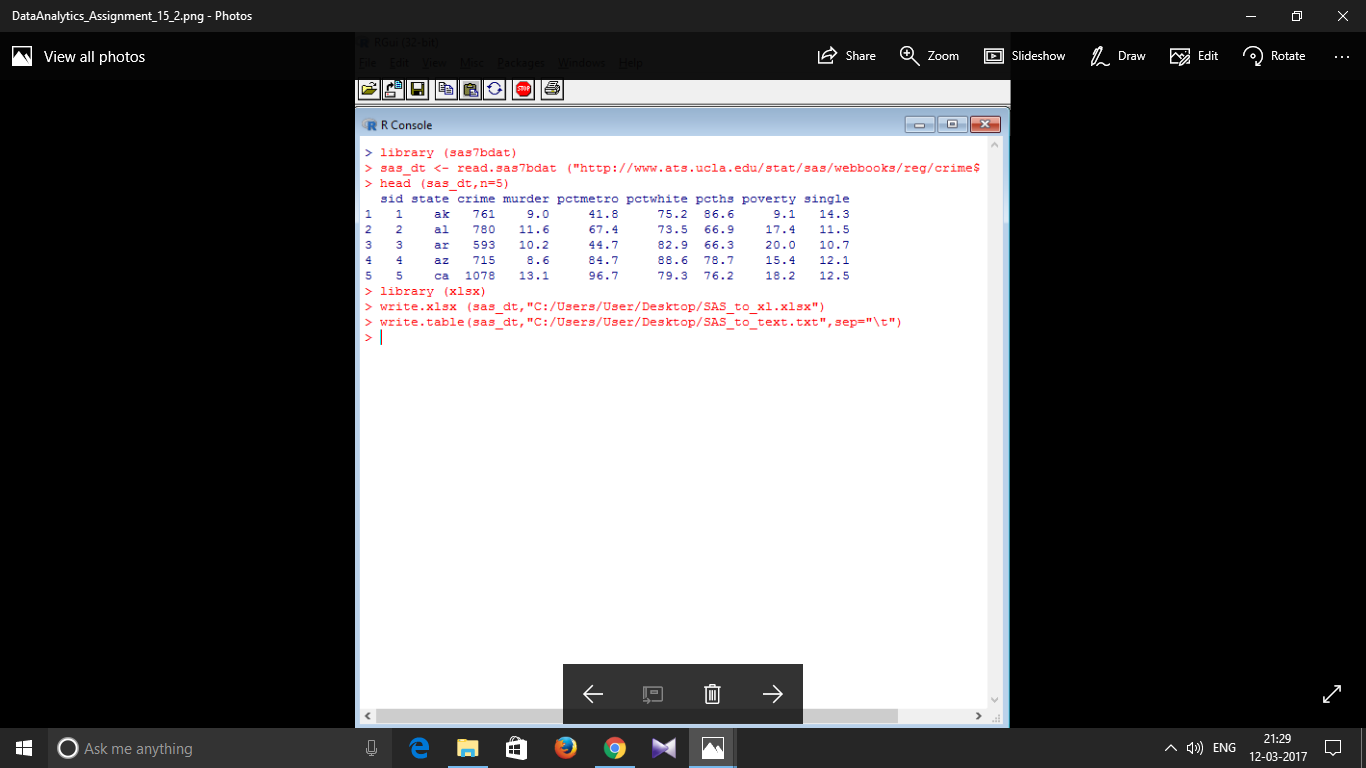 DataAnalytics_Assignment_15_2.png - Photos
View all photos
Share
Zoom
Slideshow
Draw
Edit
Rotate
File Edit View Misc Packages Windows Help
STOP
R Console
> library (sas7bdat)
> sas_dt <- read.sas7bdat ("http://www.ats.ucla.edu/stat/sas/webbooks/reg/crime$
> head (sas_dt,n=5)
sid state crime murder pctmetro pctwhite pcths poverty single
1 1 ak 761 9.0 41.8 75.2 86.6 9.1 14.3
2 2 al 780 11.6 67.4 73.5 66.9 17.4 11.5
3 3 ar 593 10.2 44.7 82.9 66.3 20.0 10.7
4 4 az 715 8.6 84.7 88.6 78.7 15.4 12.1
5 5 ca 1078 13.1 96.7 79.3 76.2 18.2 12.5
> library (xlsx)
> write.xlsx (sas_dt,"C:/Users/User/Desktop/SAS_to_xl.xlsx")
> write.table(sas_dt,"C:/Users/User/Desktop/SAS_to_text.txt",sep="\t")
>
Ask me anything
ENG
21:29
12-03-2017